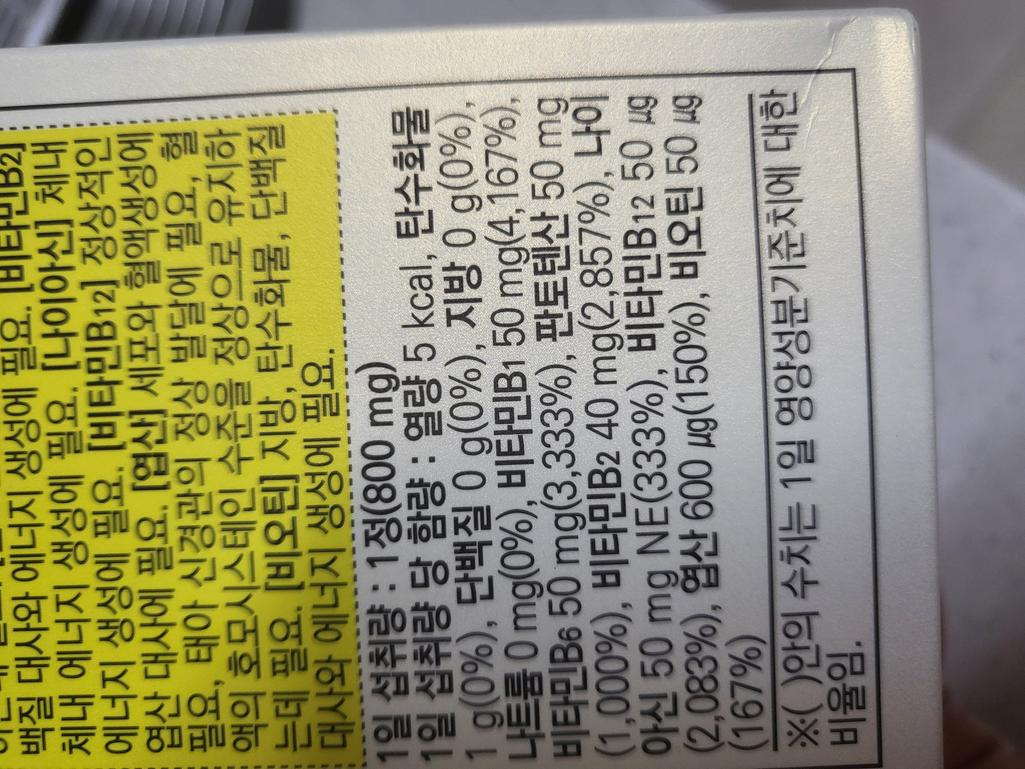 백질 대사와 에너지 생성에 필요. [비타민B2]
체내 에너지 생성에 필요. [나이아신] 체내
에너지 생성에 필요. [비타민B12] 정상적인
엽산 대사에 필요. [엽산] 세포와 혈액생성에
필요, 태아 신경관의 정상 발달에 필요, 혈
액의 호모시스테인 수준을 정상으로 유지하
는데 필요. [비오틴] 지방, 탄수화물, 단백질
대사와 에너지 생성에 필요.
1일 섭취량 : 1정(800 mg)
1일 섭취량 당 함량 : 열량 5 kcal, 탄수화물
1 g(0%), 단백질 0 g(0%), 지방 0 g(0%),
나트륨 0 mg(0%), 비타민B1 50 mg(4,167%),
비타민B6 50 mg(3,333%), 판토텐산 50 mg
(1,000%), 비타민B2 40 mg(2,857%), 나이
아신 50 mg NE(333%), 비타민B12 50 ㎍
(2,083%), 엽산 600 ㎍(150%), 비오틴 50 ㎍
(167%)
※( )안의 수치는 1일 영양성분기준치에 대한
비율임.